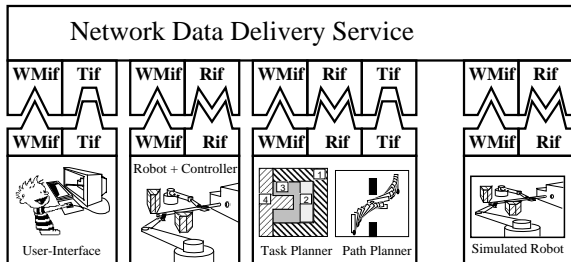 Network Data Delivery Service
WMif Tif WMif Rif WMif Rif Tif WMif Rif
WMif Tif WMif Rif WMif Rif Tif WMif Rif
Robot + Controller
1
3
4 2
User-Interface Task Planner Path Planner Simulated Robot